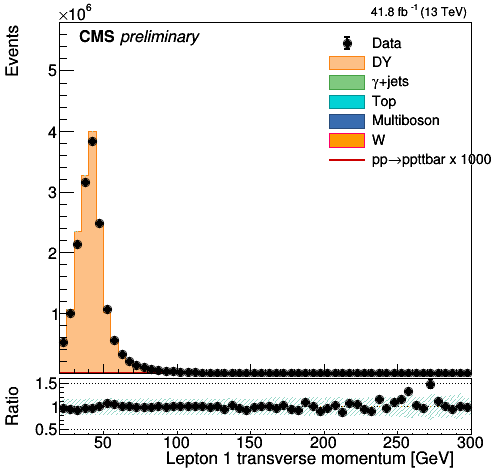 ×10⁶
41.8 fb⁻¹ (13 TeV)
CMS preliminary
Events
5
4
3
2
1
Data
DY
γ+jets
Top
Multiboson
W
pp→ppttbar x 1000
Ratio
1.5
1
0.5
50 100 150 200 250 300
Lepton 1 transverse momentum [GeV]